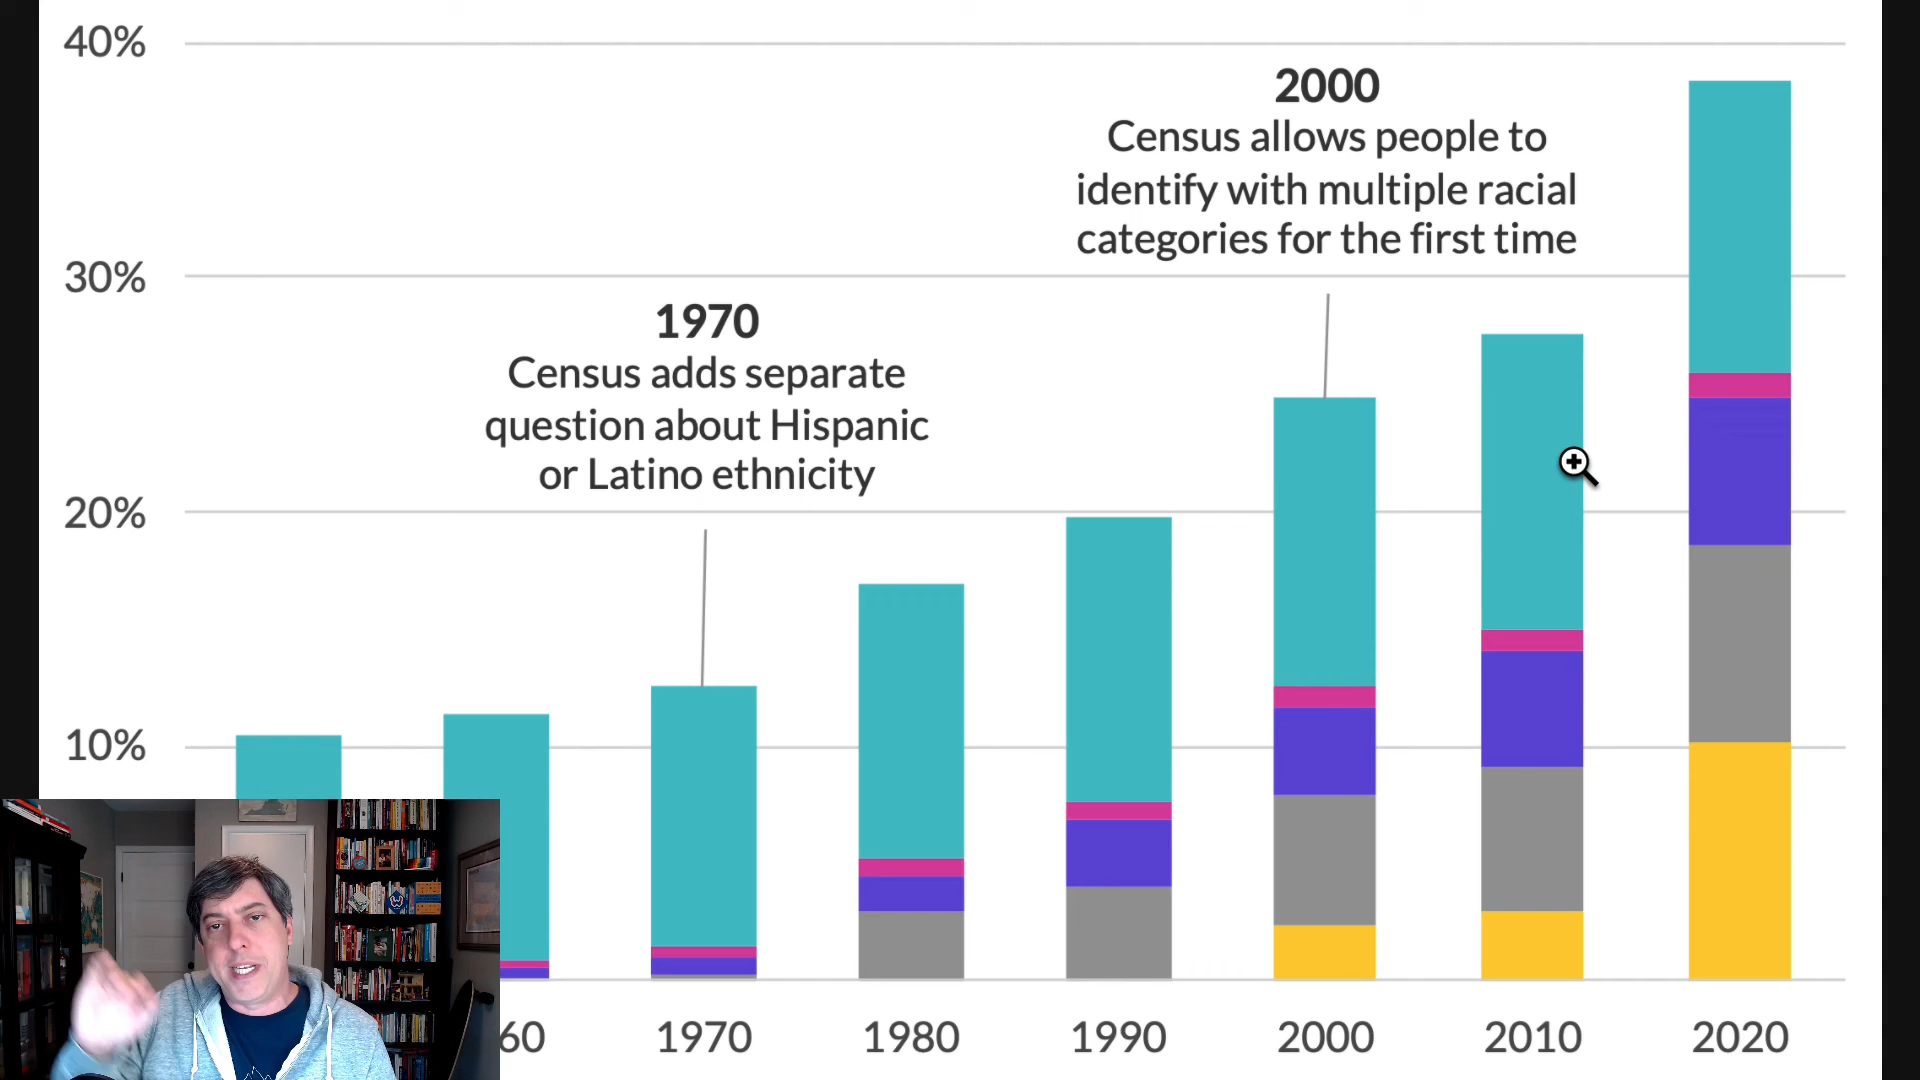 40%
2000
Census allows people to
identify with multiple racial
categories for the first time
30%
1970
Census adds separate
question about Hispanic
or Latino ethnicity
20%
10%
60
1970
1980
1990
2000
2010
2020